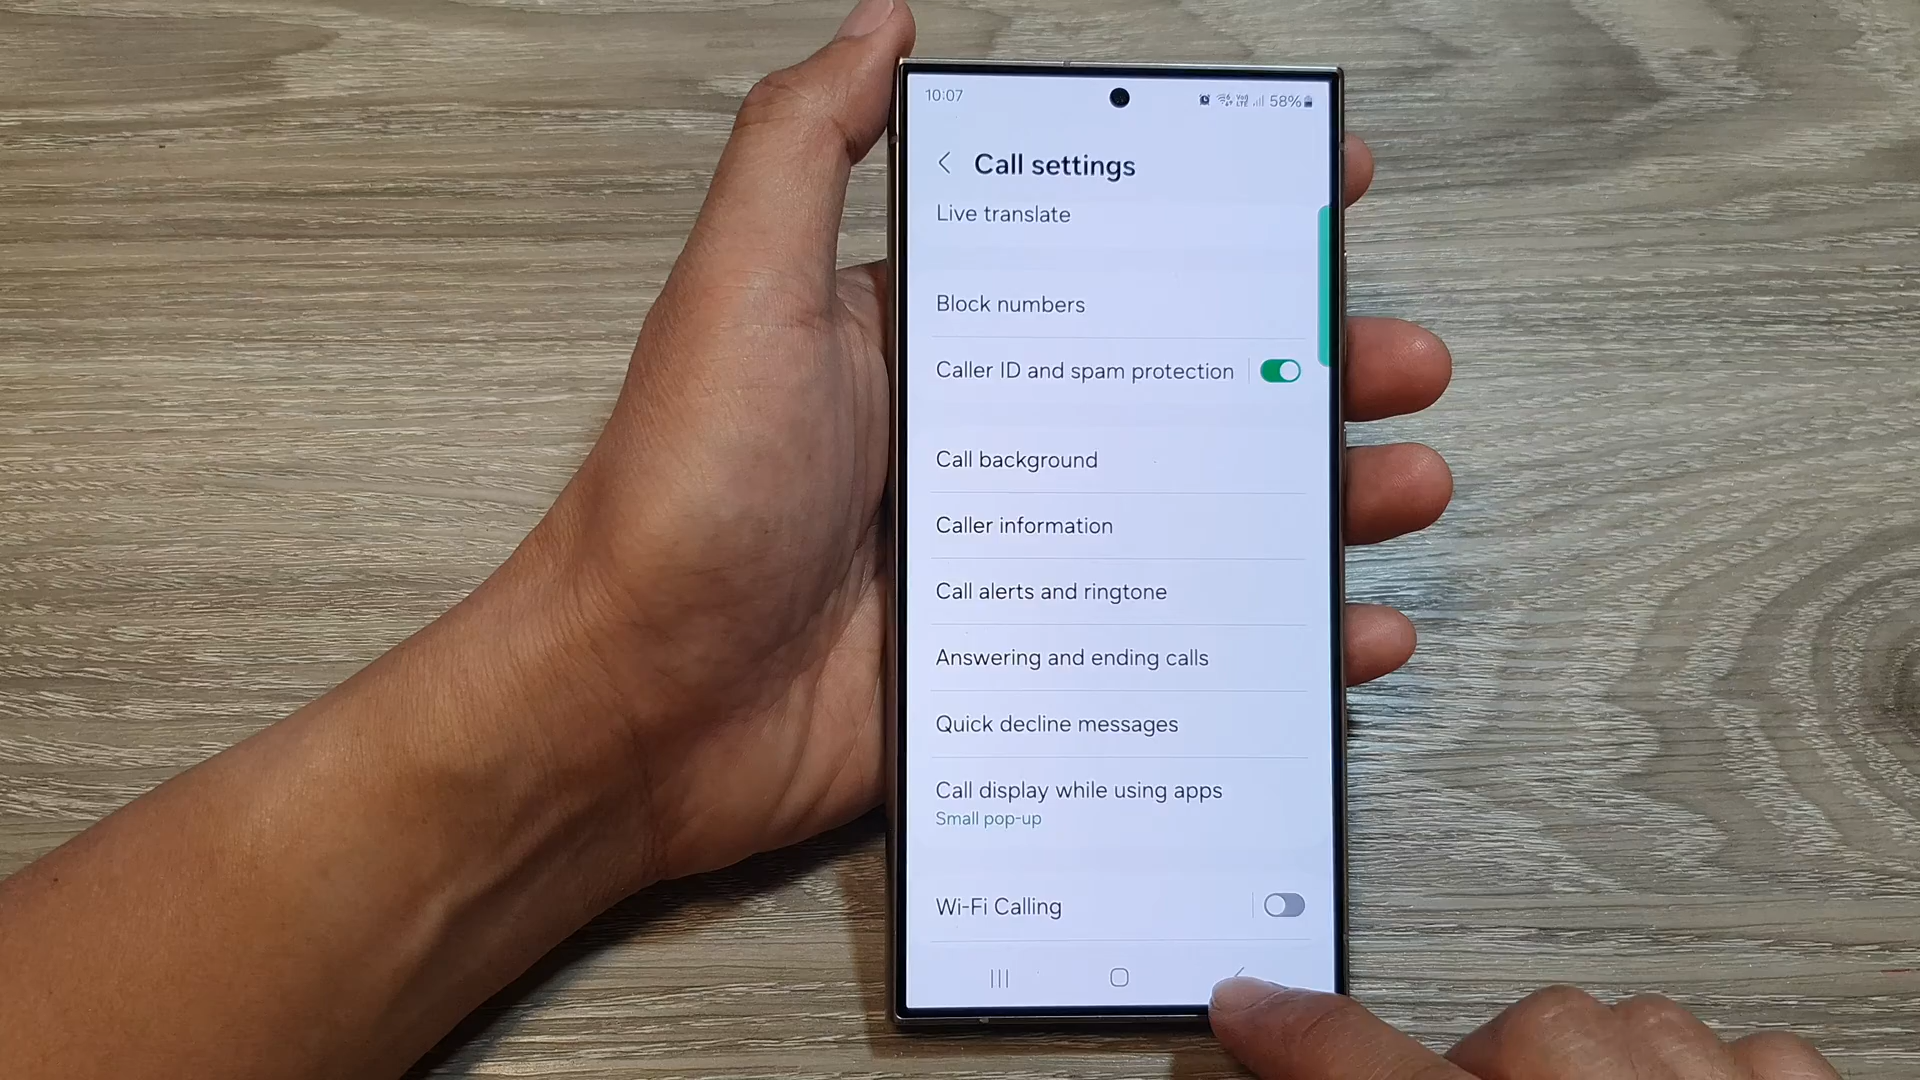 10:07
Vo) LTE 58%
Call settings
Live translate
Block numbers
Caller ID and spam protection
Call background
Caller information
Call alerts and ringtone
Answering and ending calls
Quick decline messages
Call display while using apps
Small pop-up
Wi-Fi Calling